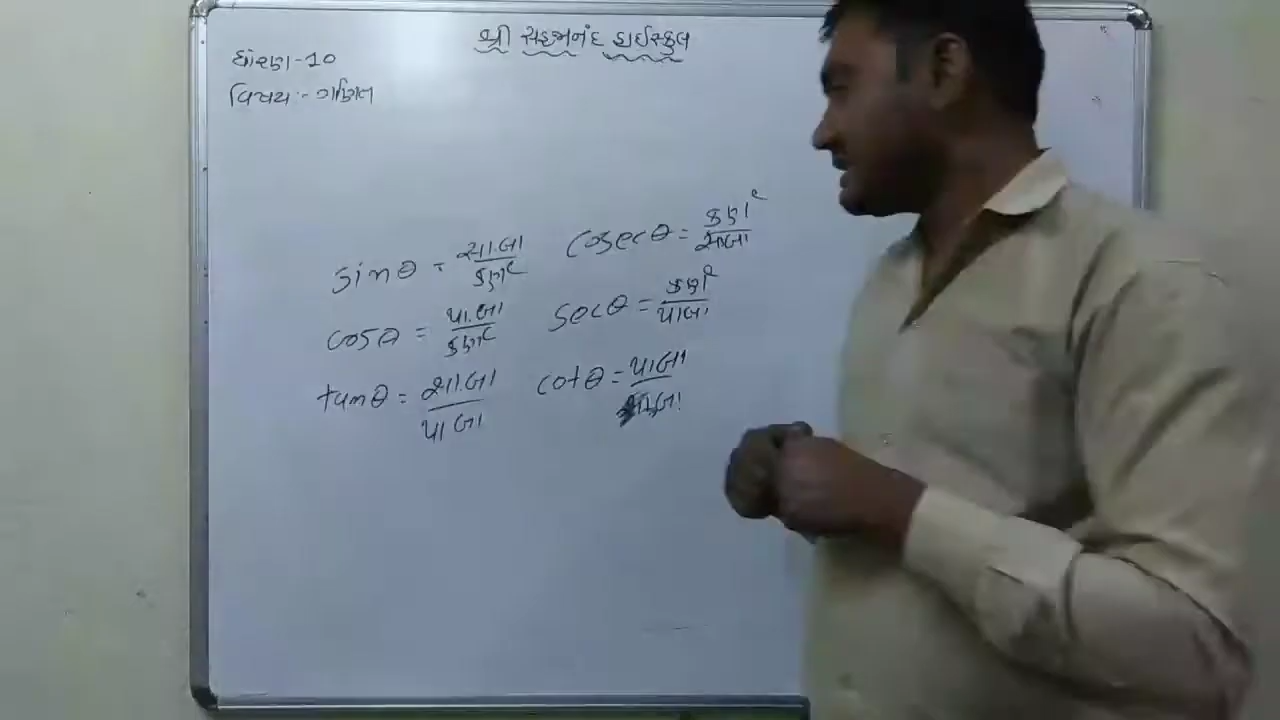 શ્રી સહજાનંદ હાઈસ્કુલ
ધોરણ-10
વિષય:- ગણિત
sinθ = સા.બા/કર્ણ cosecθ = કર્ણ/સાબા
cosθ = પા.બા/કર્ણ secθ = કર્ણ/પાબા
tanθ = સા.બા/પાબા cotθ = પાબા/સાબા